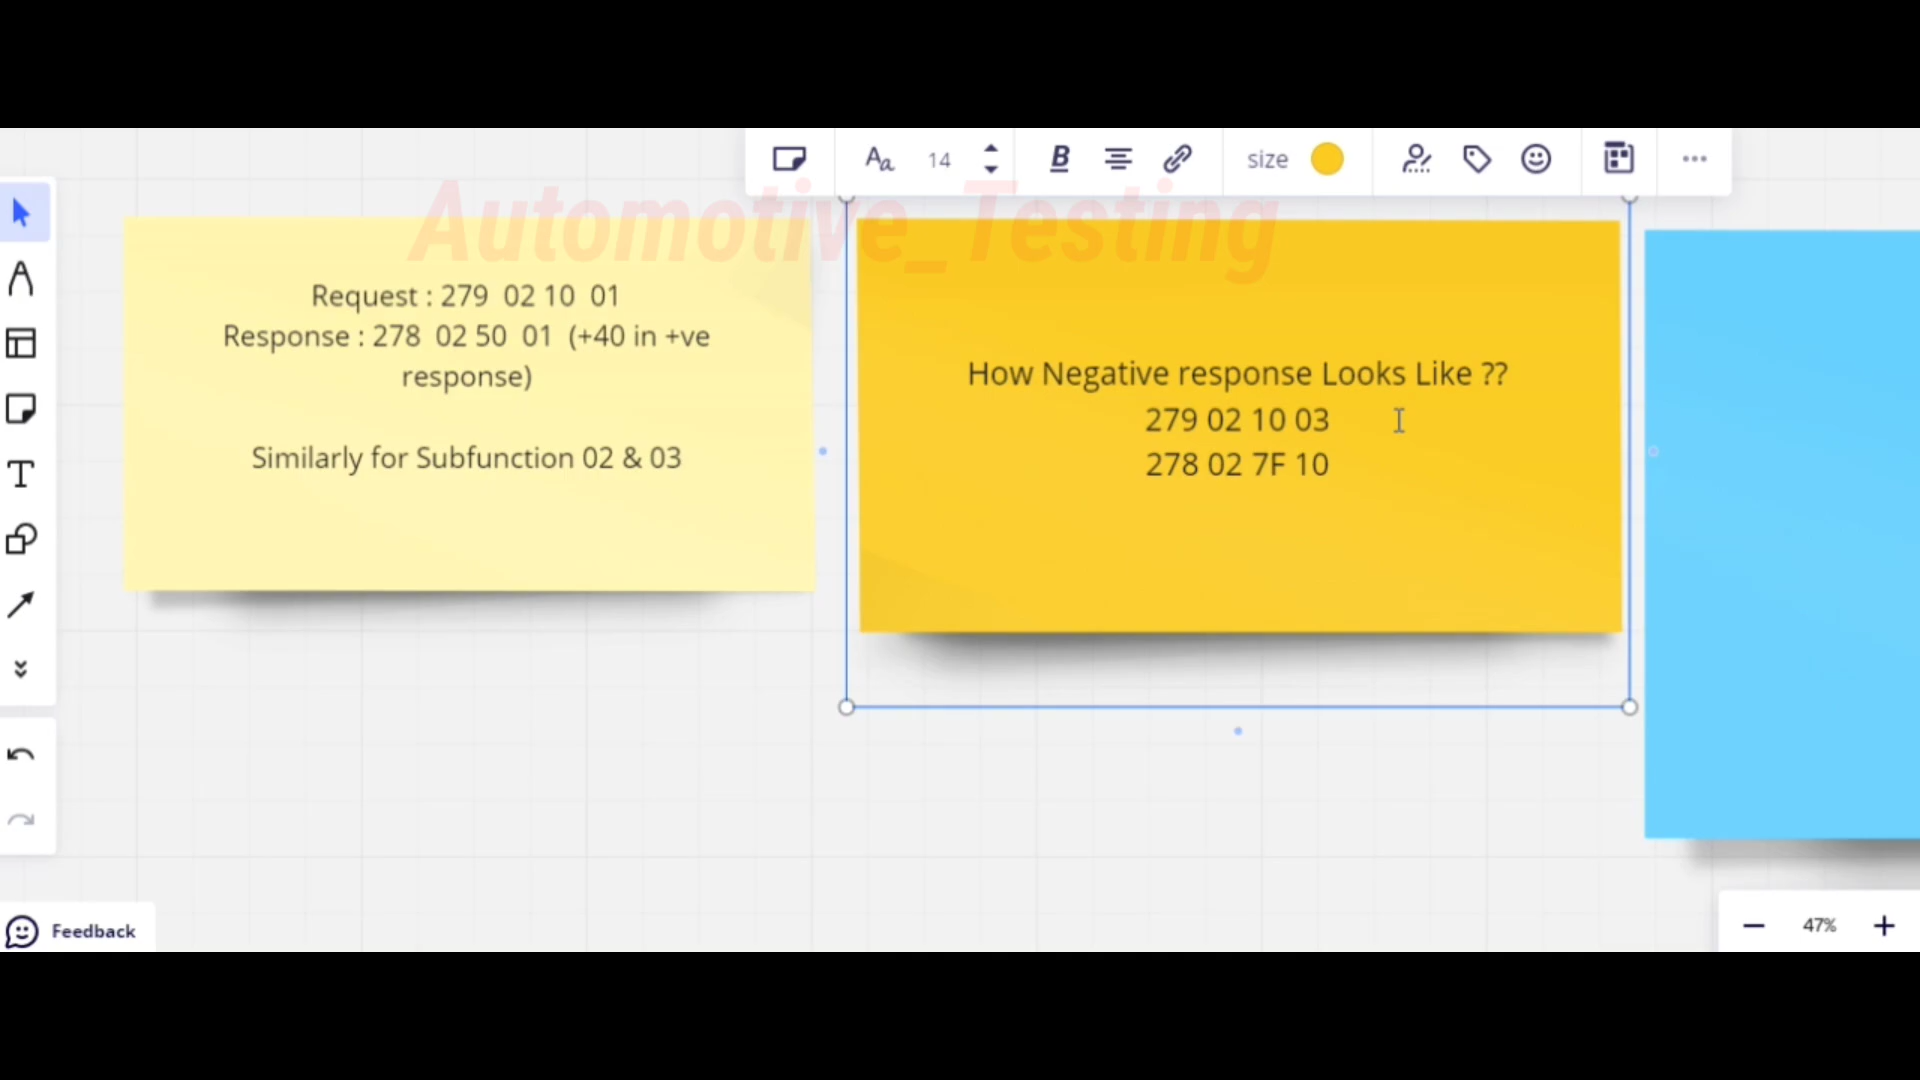 14
size
Automotive_Testing
Request : 279  02 10  01
Response : 278  02 50  01  (+40 in +ve
response)
Similarly for Subfunction 02 & 03
How Negative response Looks Like ??
279 02 10 03
278 02 7F 10
Feedback
47%